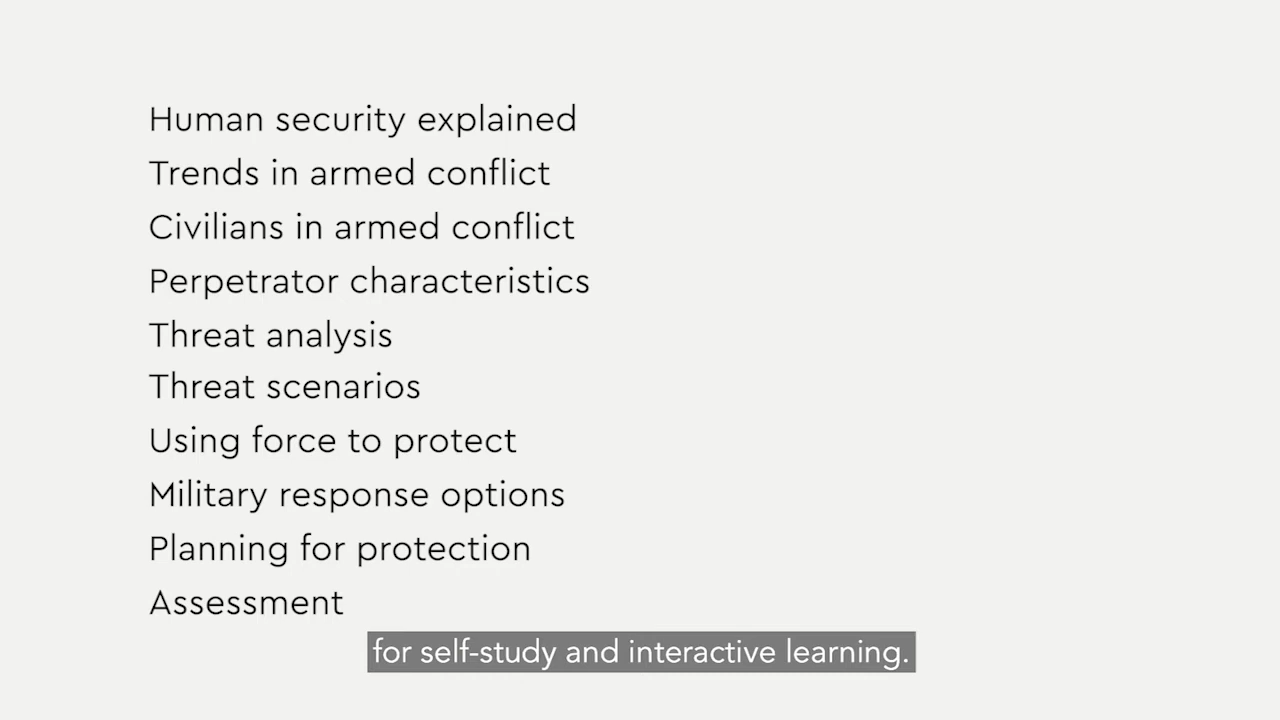 Human security explained
Trends in armed conflict
Civilians in armed conflict
Perpetrator characteristics
Threat analysis
Threat scenarios
Using force to protect
Military response options
Planning for protection
Assessment
for self-study and interactive learning.